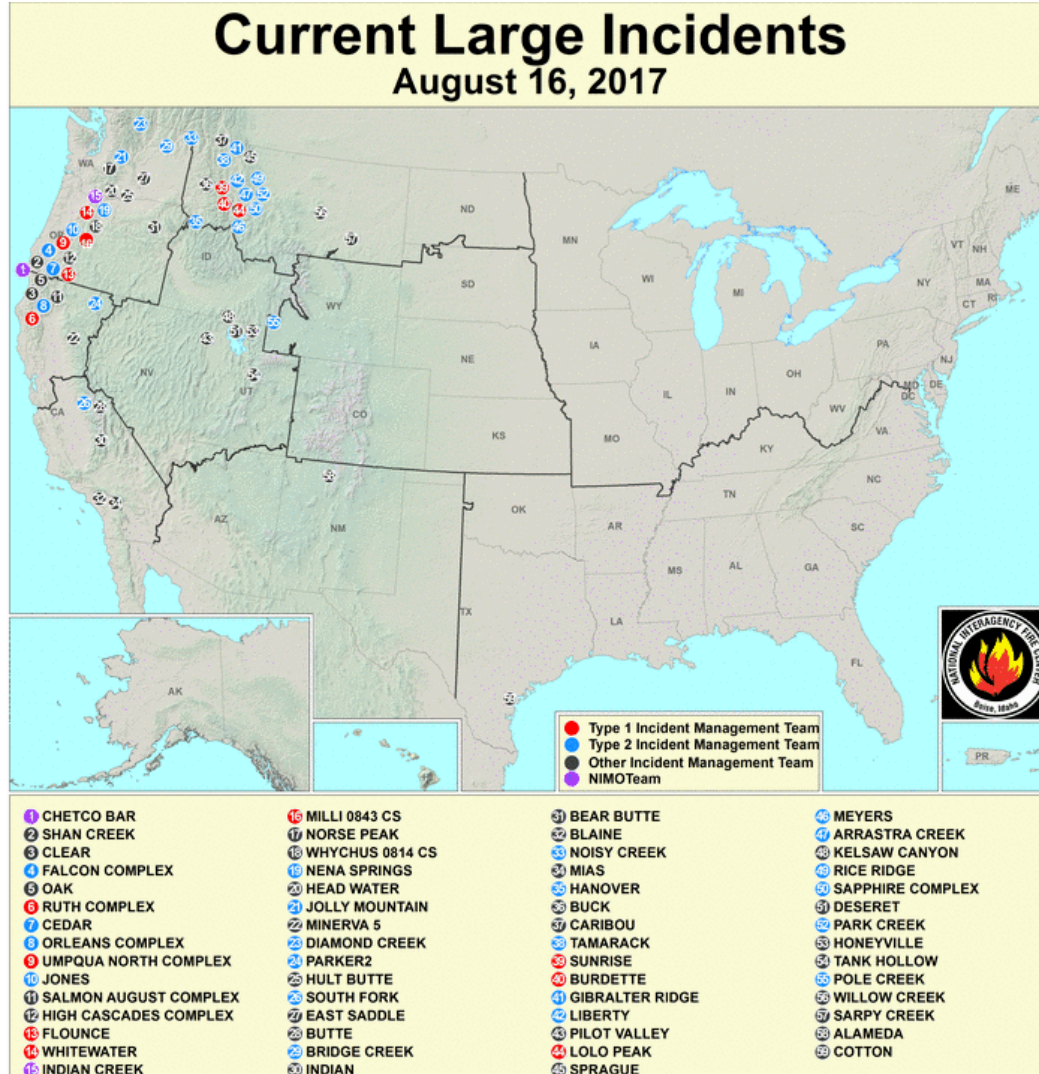 Current Large Incidents
August 16, 2017
WA
OR
ID
ND
MN
ME
VT
NH
NY
MA
CT
RI
WI
MI
SD
WY
IA
NE
PA
NJ
OH
IN
IL
MD
DE
DC
WV
VA
NV
UT
CO
CA
KS
MO
KY
NC
TN
AZ
NM
OK
AR
SC
MS
AL
GA
TX
LA
FL
AK
HI
PR
NATIONAL INTERAGENCY FIRE CENTER
Boise, Idaho
Type 1 Incident Management Team
Type 2 Incident Management Team
Other Incident Management Team
NIMOTeam
1 CHETCO BAR
2 SHAN CREEK
3 CLEAR
4 FALCON COMPLEX
5 OAK
6 RUTH COMPLEX
7 CEDAR
8 ORLEANS COMPLEX
9 UMPQUA NORTH COMPLEX
10 JONES
11 SALMON AUGUST COMPLEX
12 HIGH CASCADES COMPLEX
13 FLOUNCE
14 WHITEWATER
15 INDIAN CREEK
16 MILLI 0843 CS
17 NORSE PEAK
18 WHYCHUS 0814 CS
19 NENA SPRINGS
20 HEAD WATER
21 JOLLY MOUNTAIN
22 MINERVA 5
23 DIAMOND CREEK
24 PARKER2
25 HULT BUTTE
26 SOUTH FORK
27 EAST SADDLE
28 BUTTE
29 BRIDGE CREEK
30 INDIAN
31 BEAR BUTTE
32 BLAINE
33 NOISY CREEK
34 MIAS
35 HANOVER
36 BUCK
37 CARIBOU
38 TAMARACK
39 SUNRISE
40 BURDETTE
41 GIBRALTER RIDGE
42 LIBERTY
43 PILOT VALLEY
44 LOLO PEAK
45 SPRAGUE
46 MEYERS
47 ARRASTRA CREEK
48 KELSAW CANYON
49 RICE RIDGE
50 SAPPHIRE COMPLEX
51 DESERET
52 PARK CREEK
53 HONEYVILLE
54 TANK HOLLOW
55 POLE CREEK
56 WILLOW CREEK
57 SARPY CREEK
58 ALAMEDA
59 COTTON